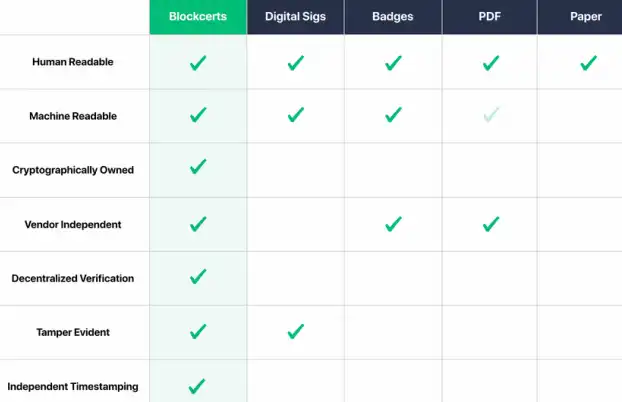 Blockcerts Digital Sigs Badges PDF Paper
Human Readable ✓ ✓ ✓ ✓ ✓
Machine Readable ✓ ✓ ✓ ✓
Cryptographically Owned ✓
Vendor Independent ✓ ✓ ✓
Decentralized Verification ✓
Tamper Evident ✓ ✓
Independent Timestamping ✓